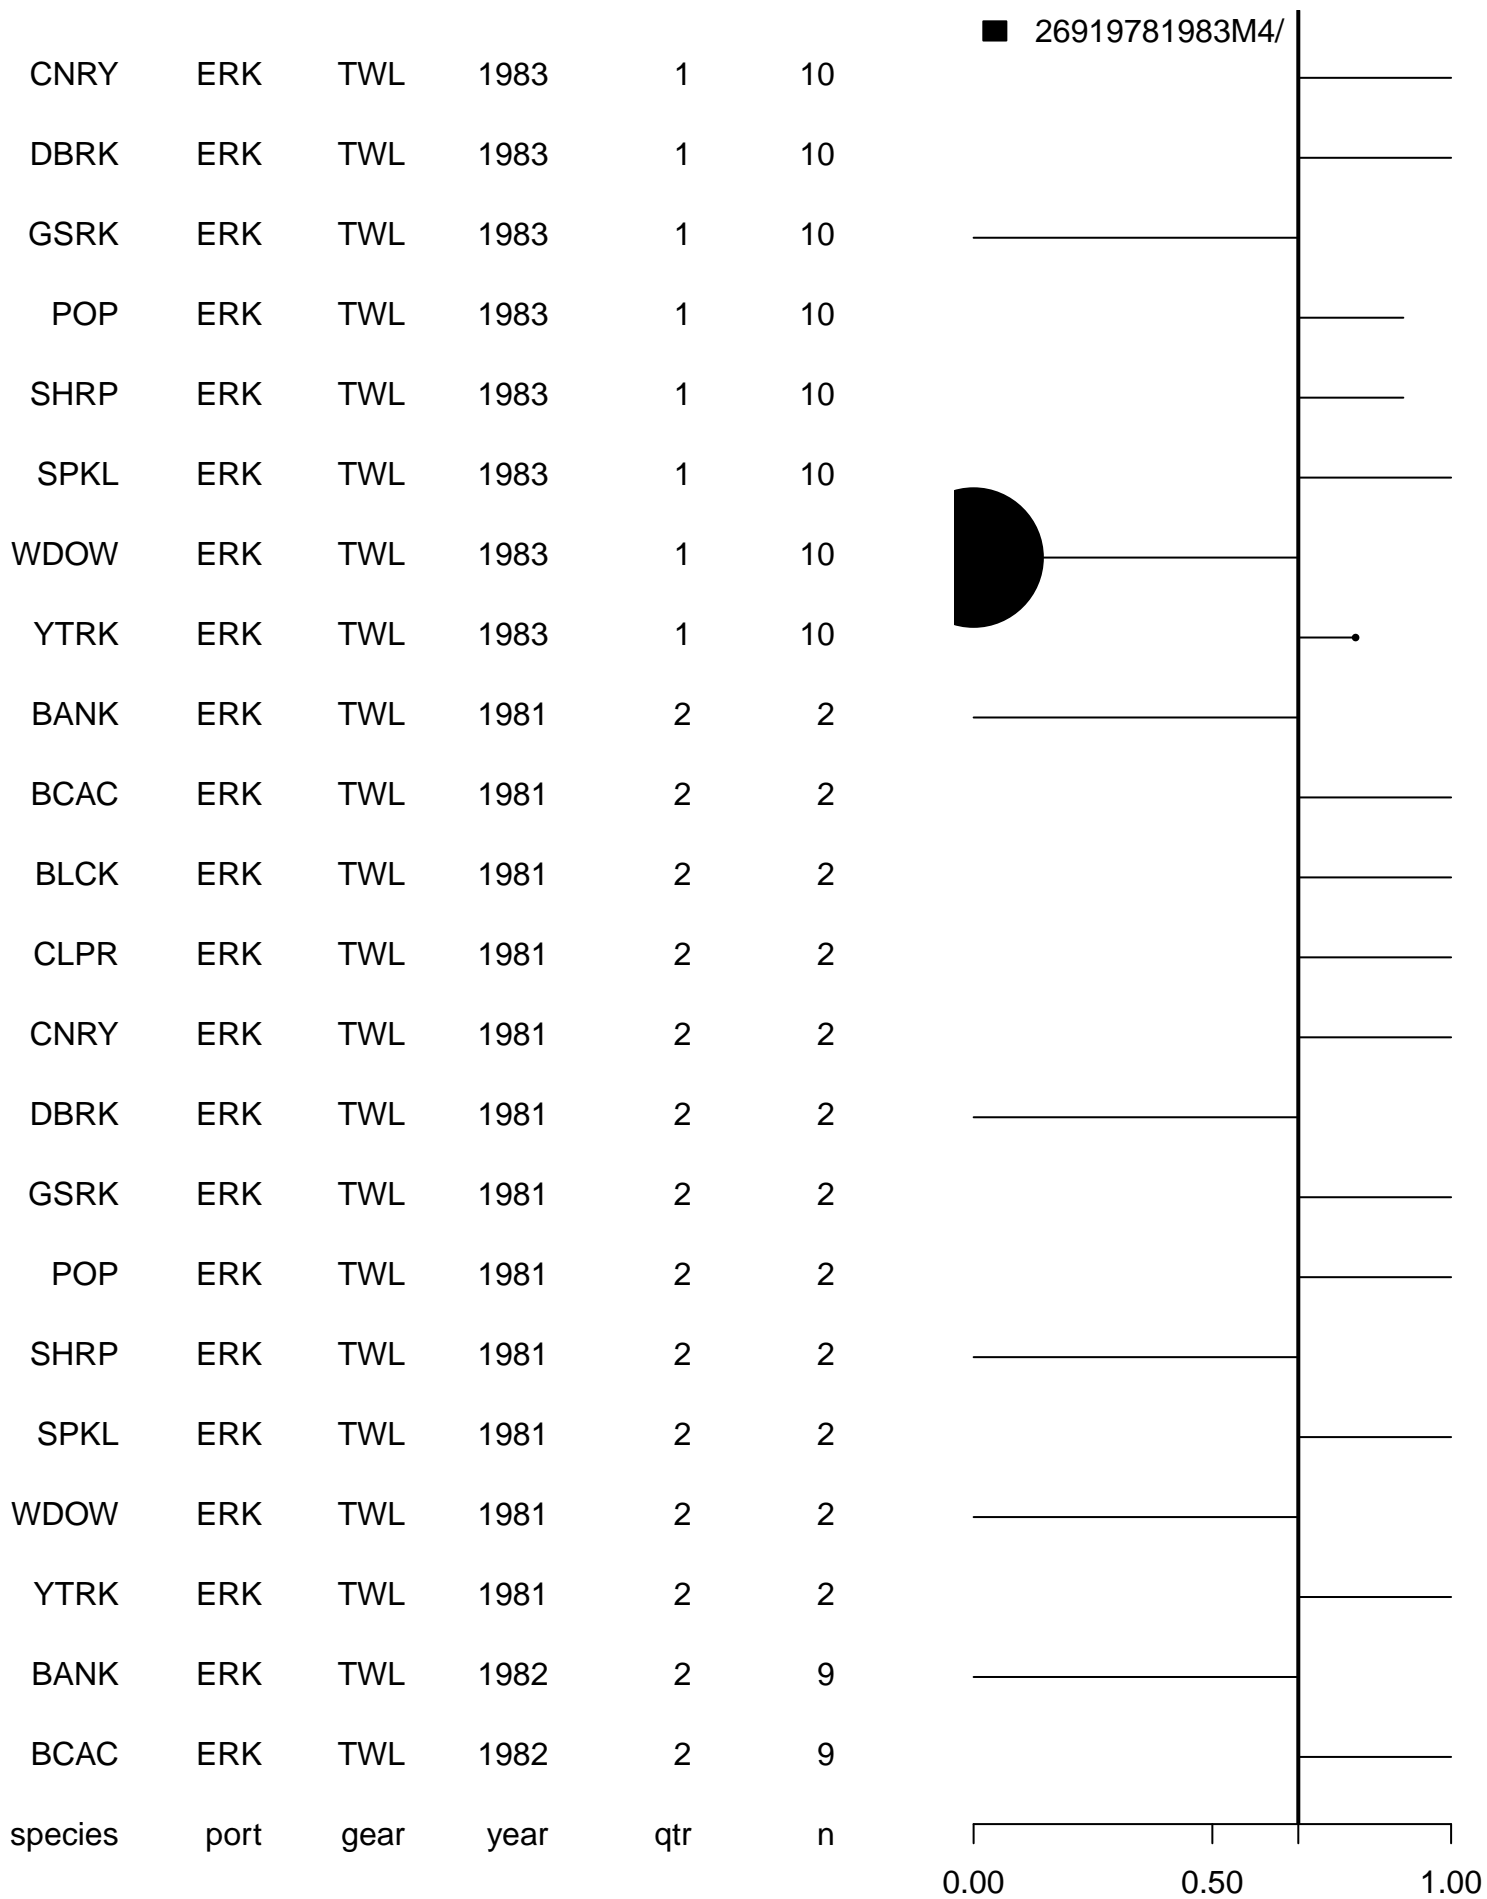 26919781983M4/
CNRY ERK TWL 1983 1 10
DBRK ERK TWL 1983 1 10
GSRK ERK TWL 1983 1 10
POP ERK TWL 1983 1 10
SHRP ERK TWL 1983 1 10
SPKL ERK TWL 1983 1 10
WDOW ERK TWL 1983 1 10
YTRK ERK TWL 1983 1 10
BANK ERK TWL 1981 2 2
BCAC ERK TWL 1981 2 2
BLCK ERK TWL 1981 2 2
CLPR ERK TWL 1981 2 2
CNRY ERK TWL 1981 2 2
DBRK ERK TWL 1981 2 2
GSRK ERK TWL 1981 2 2
POP ERK TWL 1981 2 2
SHRP ERK TWL 1981 2 2
SPKL ERK TWL 1981 2 2
WDOW ERK TWL 1981 2 2
YTRK ERK TWL 1981 2 2
BANK ERK TWL 1982 2 9
BCAC ERK TWL 1982 2 9
species port gear year qtr n
0.00 0.50 1.00